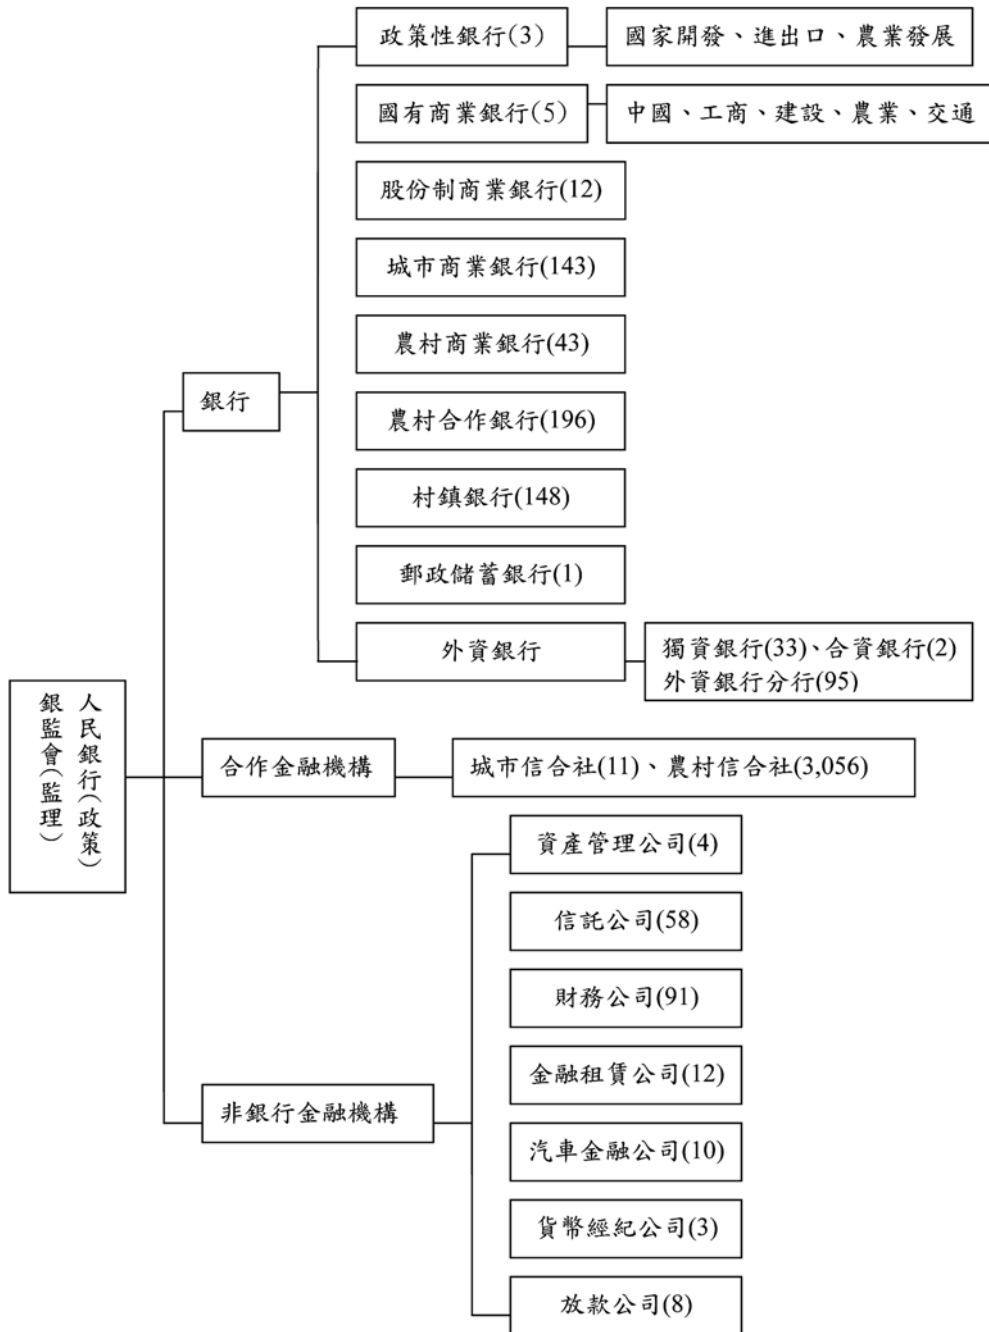 政策性銀行(3)
國家開發、進出口、農業發展
國有商業銀行(5)
中國、工商、建設、農業、交通
股份制商業銀行(12)
城市商業銀行(143)
農村商業銀行(43)
銀行
農村合作銀行(196)
村鎮銀行(148)
郵政儲蓄銀行(1)
外資銀行
獨資銀行(33)、合資銀行(2)
外資銀行分行(95)
人民銀行(政策)
銀監會(監理)
合作金融機構
城市信合社(11)、農村信合社(3,056)
資產管理公司(4)
信託公司(58)
財務公司(91)
金融租賃公司(12)
非銀行金融機構
汽車金融公司(10)
貨幣經紀公司(3)
放款公司(8)